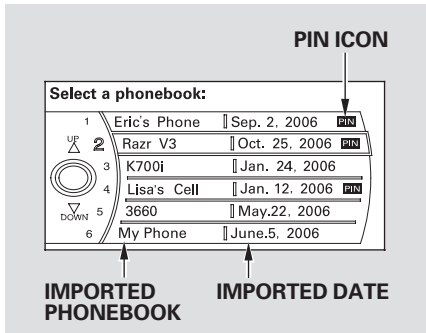 PIN ICON
Select a phonebook:
1 Eric's Phone Sep. 2, 2006 PIN
UP 2 Razr V3 Oct. 25, 2006 PIN
3 K700i Jan. 24, 2006
4 Lisa's Cell Jan. 12, 2006 PIN
DOWN 5 3660 May.22, 2006
6 My Phone June.5, 2006
IMPORTED PHONEBOOK
IMPORTED DATE